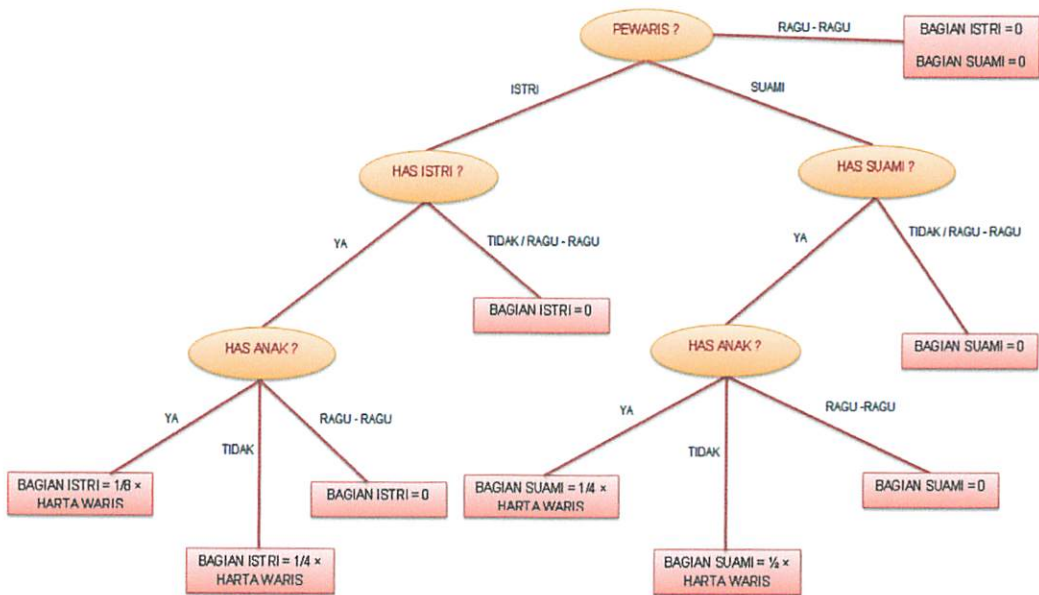 PEWARIS ?
RAGU - RAGU
BAGIAN ISTRI = 0
BAGIAN SUAMI = 0
ISTRI
SUAMI
HAS ISTRI ?
HAS SUAMI ?
YA
TIDAK / RAGU - RAGU
YA
TIDAK / RAGU - RAGU
BAGIAN ISTRI = 0
BAGIAN SUAMI = 0
HAS ANAK ?
HAS ANAK ?
YA
TIDAK
RAGU - RAGU
YA
TIDAK
RAGU -RAGU
BAGIAN ISTRI = 1/8 ×
HARTA WARIS
BAGIAN ISTRI = 0
BAGIAN SUAMI = 1/4 ×
HARTA WARIS
BAGIAN SUAMI = 0
BAGIAN ISTRI = 1/4 ×
HARTA WARIS
BAGIAN SUAMI = ½ ×
HARTA WARIS